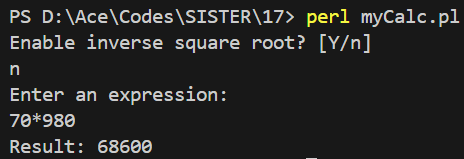 PS D:\Ace\Codes\SISTER\17> perl myCalc.pl
Enable inverse square root? [Y/n]
n
Enter an expression:
70*980
Result: 68600